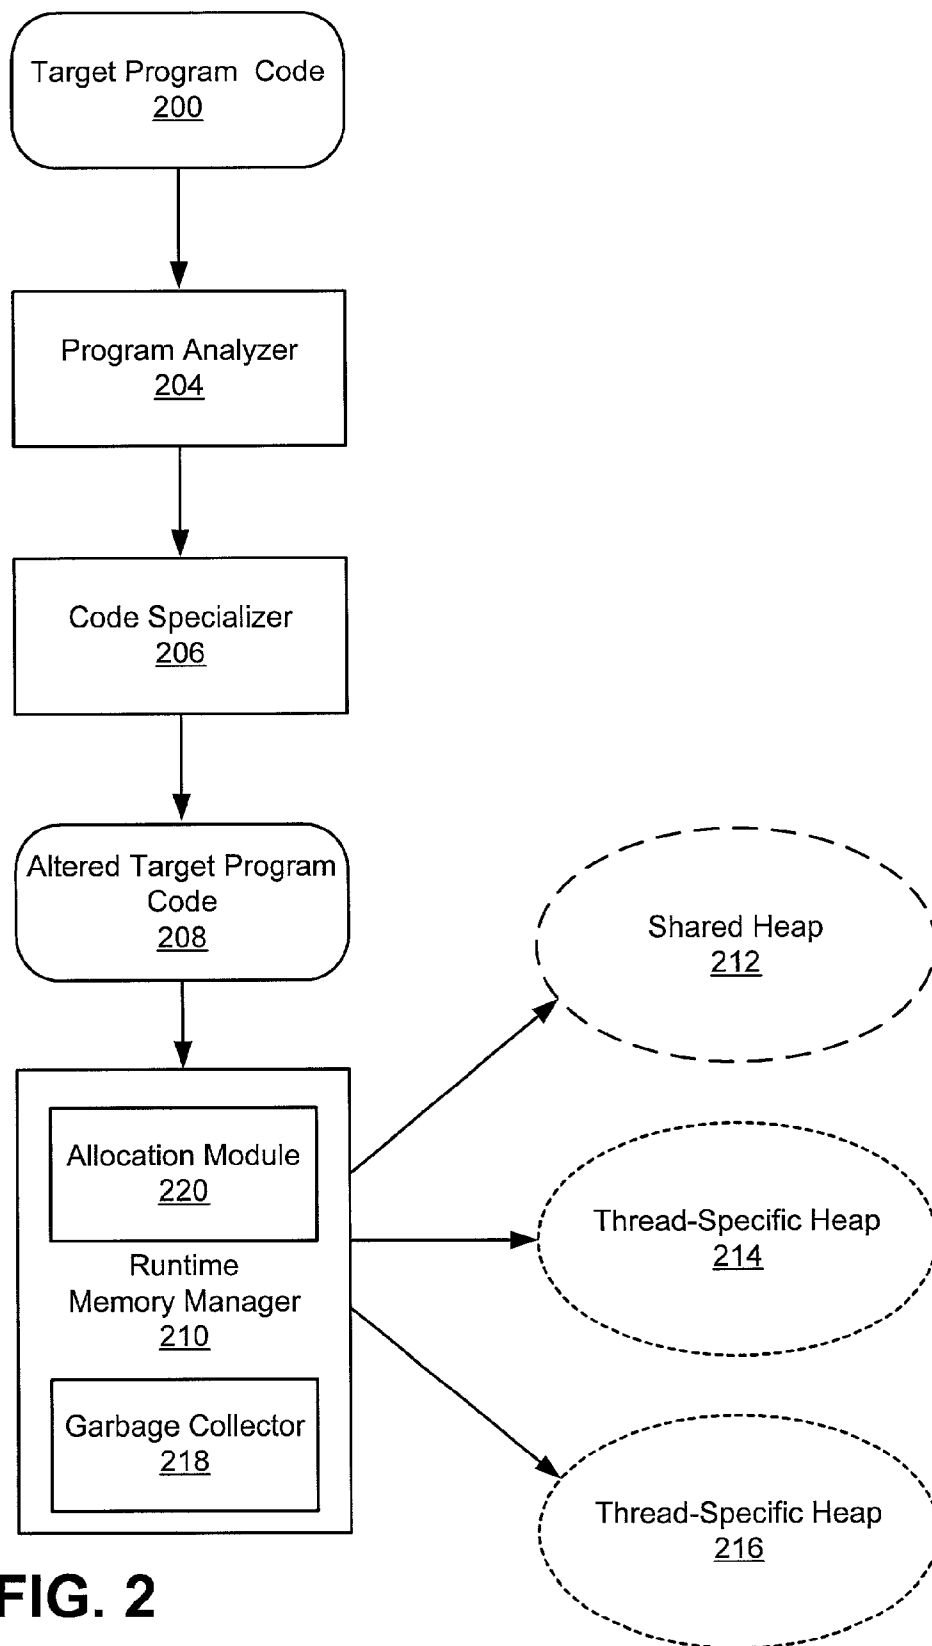 Target Program Code
200
Program Analyzer
204
Code Specializer
206
Altered Target Program
Code
208
Shared Heap
212
Allocation Module
220
Thread-Specific Heap
214
Runtime
Memory Manager
210
Garbage Collector
218
Thread-Specific Heap
216
FIG. 2